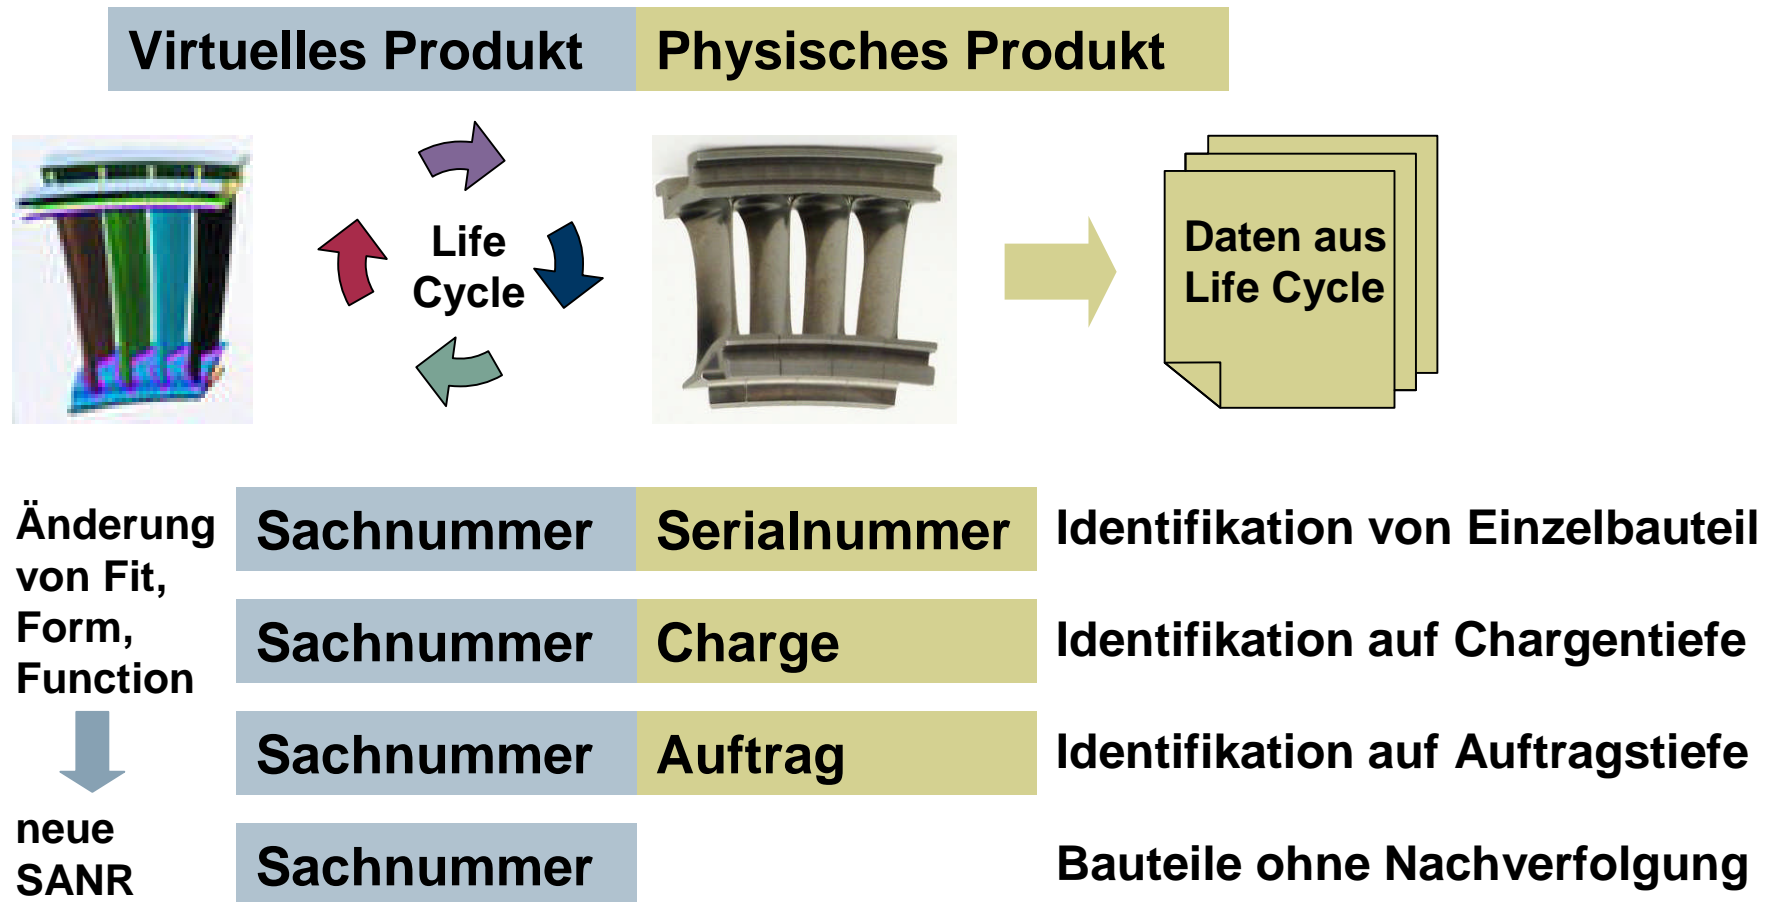 Virtuelles Produkt Physisches Produkt
Life
Cycle
Daten aus
Life Cycle
Änderung
von Fit,
Form,
Function
neue
SANR
Sachnummer Serialnummer Identifikation von Einzelbauteil
Sachnummer Charge Identifikation auf Chargentiefe
Sachnummer Auftrag Identifikation auf Auftragstiefe
Sachnummer Bauteile ohne Nachverfolgung